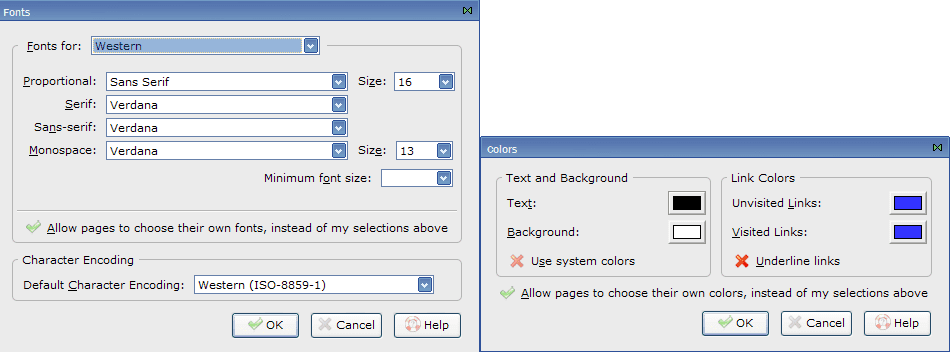 Fonts
Fonts for: Western
Proportional: Sans Serif Size: 16
Serif: Verdana
Sans-serif: Verdana
Monospace: Verdana Size: 13
Minimum font size:
Allow pages to choose their own fonts, instead of my selections above
Character Encoding
Default Character Encoding: Western (ISO-8859-1)
OK Cancel Help
Colors
Text and Background
Text:
Background:
Use system colors
Link Colors
Unvisited Links:
Visited Links:
Underline links
Allow pages to choose their own colors, instead of my selections above
OK Cancel Help